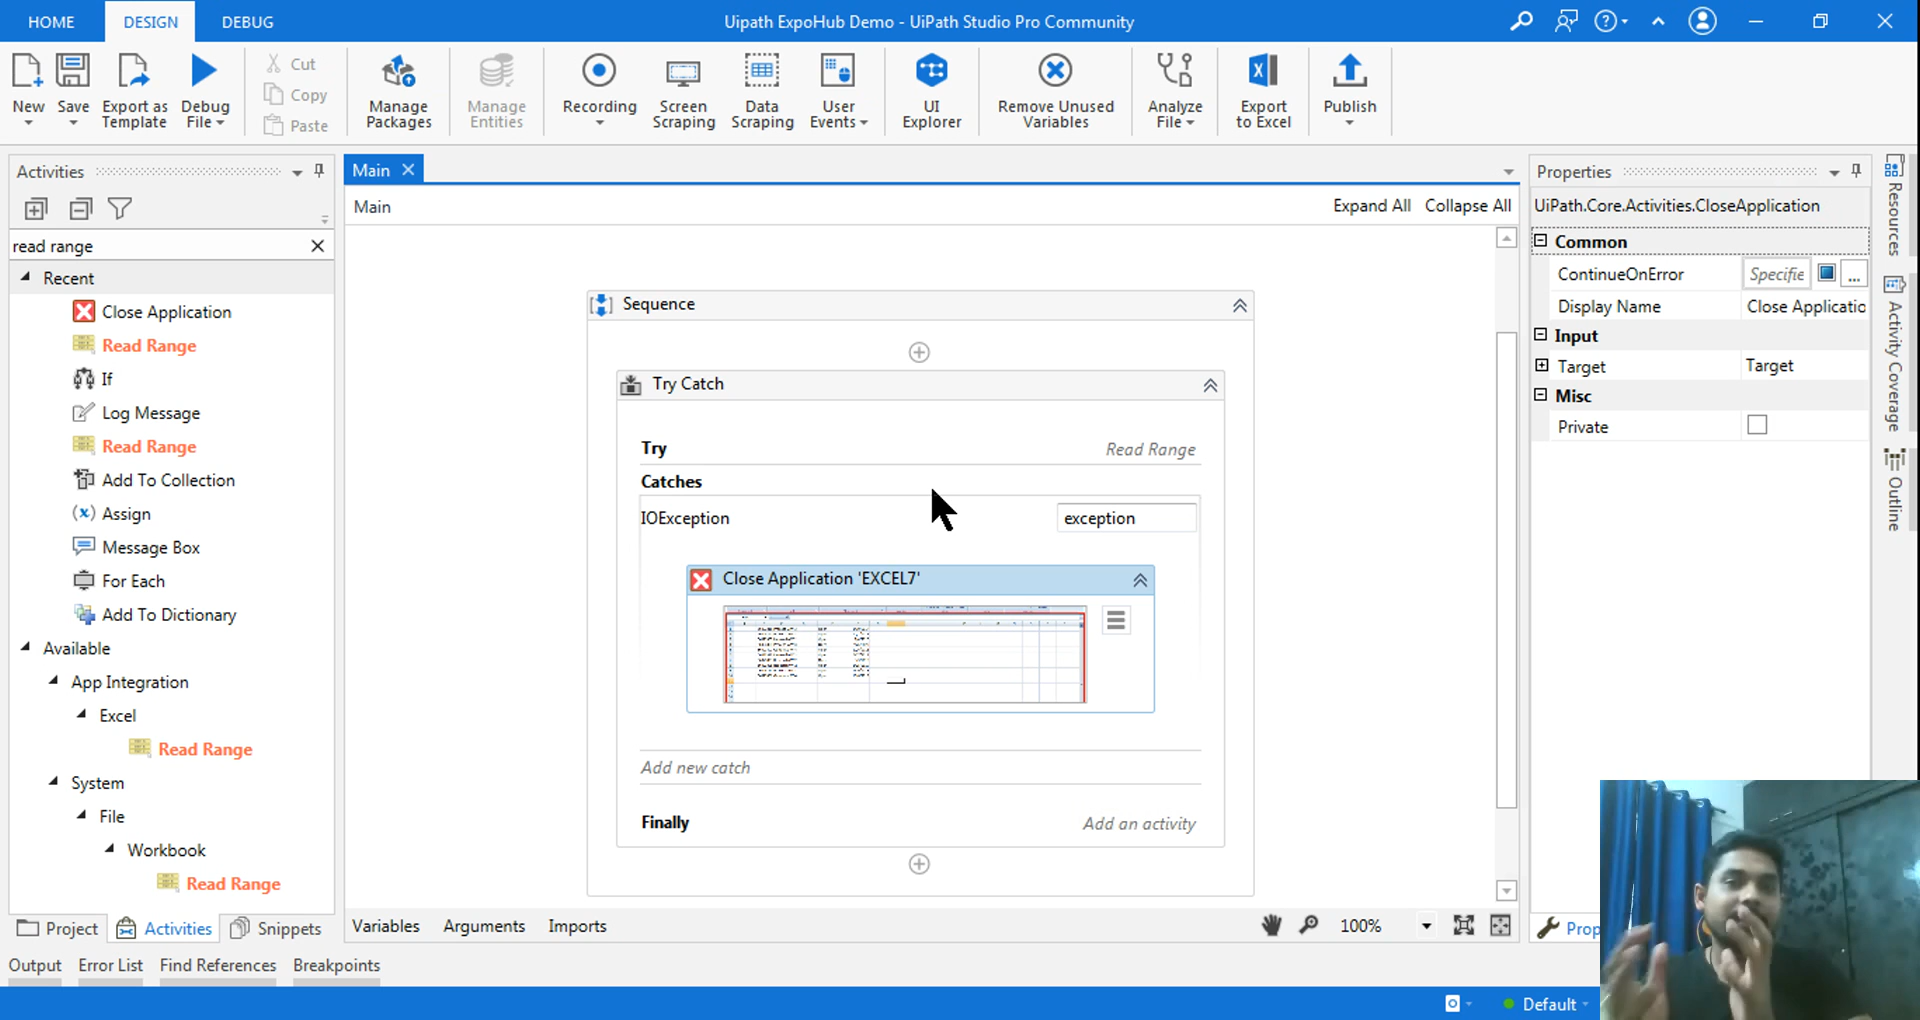 HOME DESIGN DEBUG Uipath ExpoHub Demo - UiPath Studio Pro Community
New Save Export as Template Debug File
Cut
Copy
Paste
Manage Packages Manage Entities Recording Screen Scraping Data Scraping User Events UI Explorer Remove Unused Variables Analyze File Export to Excel Publish
Activities
read range
Recent
Close Application
Read Range
If
Log Message
Read Range
Add To Collection
Assign
Message Box
For Each
Add To Dictionary
Available
App Integration
Excel
Read Range
System
File
Workbook
Read Range
Project Activities Snippets
Main
Main Expand All Collapse All
Sequence
Try Catch
Try Read Range
Catches
IOException exception
Close Application 'EXCEL7'
Add new catch
Finally Add an activity
Variables Arguments Imports 100%
Properties
UiPath.Core.Activities.CloseApplication
Common
ContinueOnError Specifie ...
Display Name Close Applicatio
Input
Target Target
Misc
Private
Prop
Resources
Activity Coverage
Outline
Output Error List Find References Breakpoints
Default